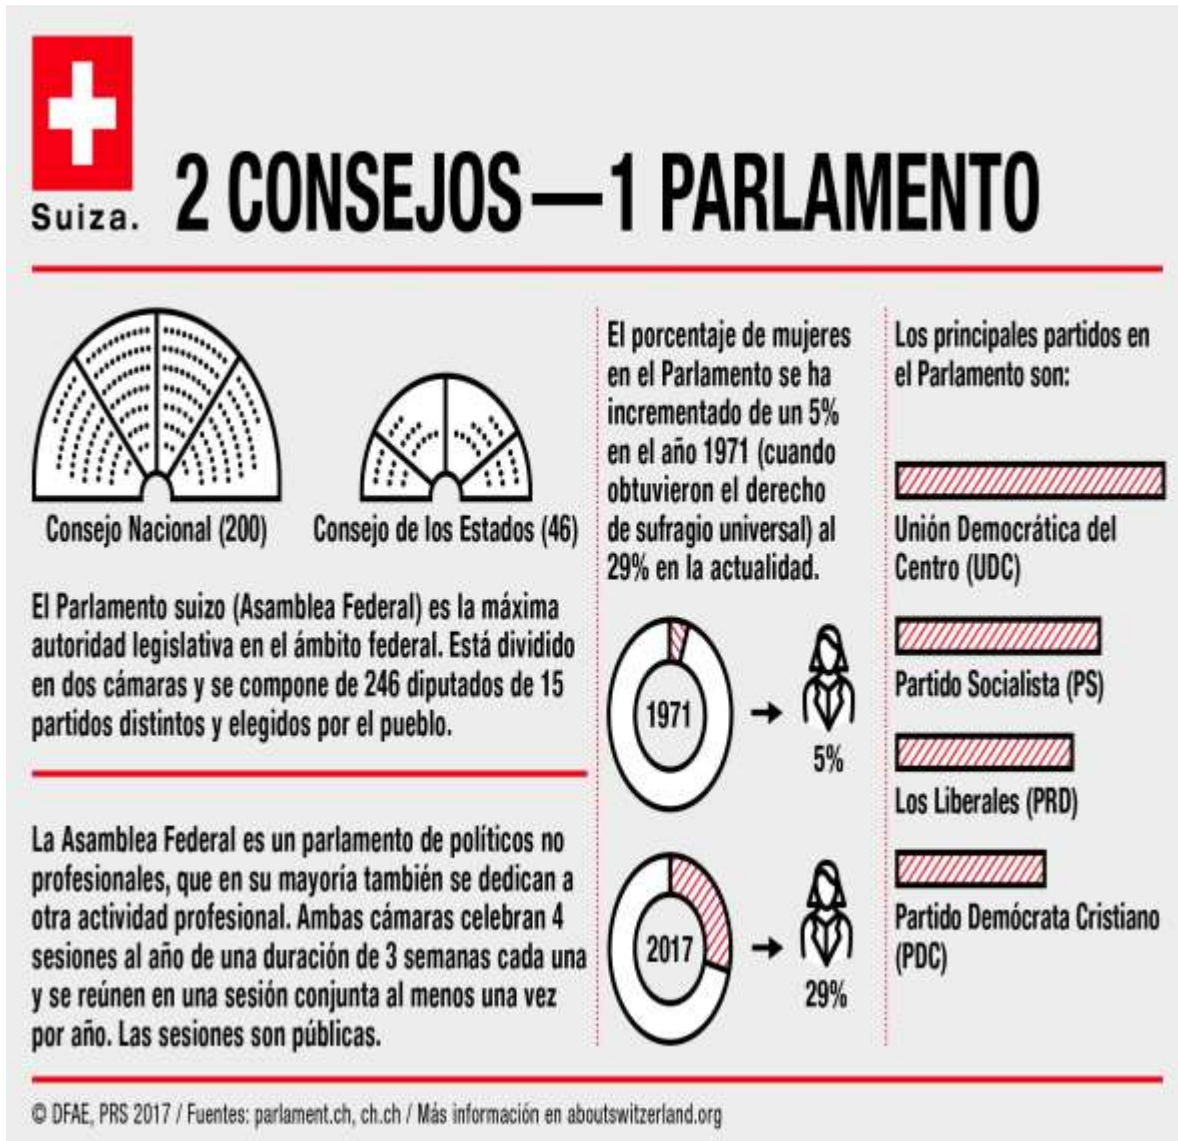 Suiza.
2 CONSEJOS—1 PARLAMENTO
Consejo Nacional (200)
Consejo de los Estados (46)
El Parlamento suizo (Asamblea Federal) es la máxima
autoridad legislativa en el ámbito federal. Está dividido
en dos cámaras y se compone de 246 diputados de 15
partidos distintos y elegidos por el pueblo.
La Asamblea Federal es un parlamento de políticos no
profesionales, que en su mayoría también se dedican a
otra actividad profesional. Ambas cámaras celebran 4
sesiones al año de una duración de 3 semanas cada una
y se reúnen en una sesión conjunta al menos una vez
por año. Las sesiones son públicas.
El porcentaje de mujeres
en el Parlamento se ha
incrementado de un 5%
en el año 1971 (cuando
obtuvieron el derecho
de sufragio universal) al
29% en la actualidad.
1971
5%
2017
29%
Los principales partidos en
el Parlamento son:
Unión Democrática del
Centro (UDC)
Partido Socialista (PS)
Los Liberales (PRD)
Partido Demócrata Cristiano
(PDC)
© DFAE, PRS 2017 / Fuentes: parlament.ch, ch.ch / Más información en aboutswitzerland.org